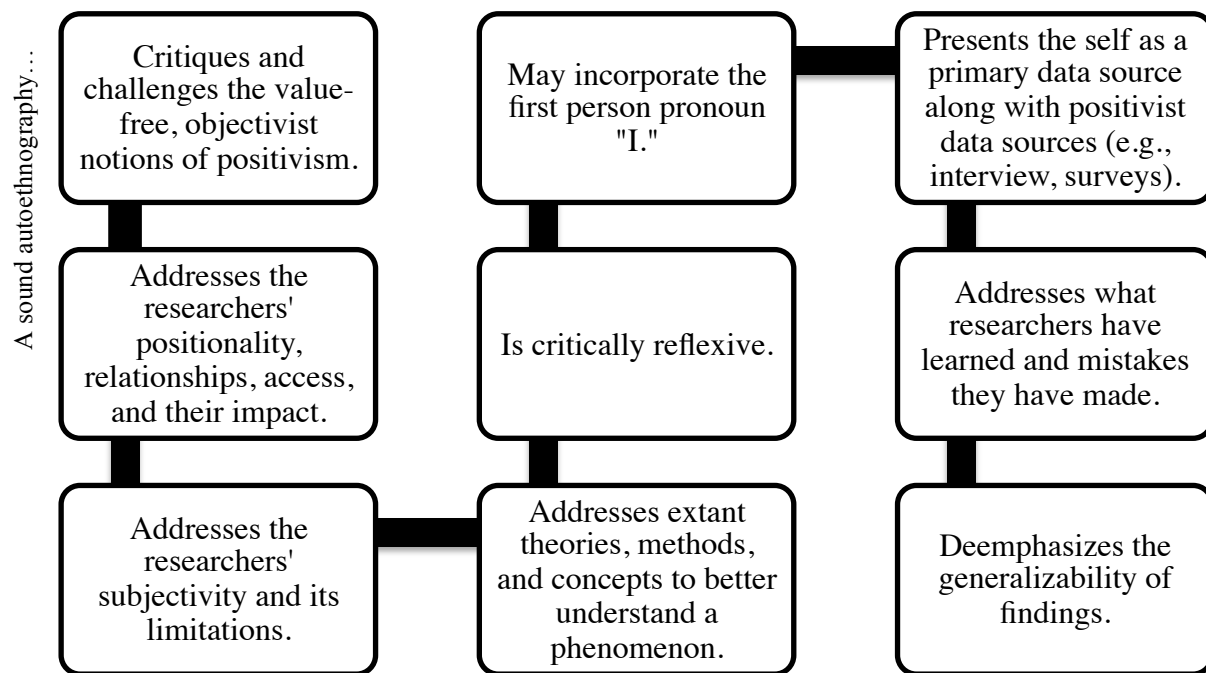 A sound autoethnography…
Critiques and
challenges the value-
free, objectivist
notions of positivism.
Addresses the
researchers'
positionality,
relationships, access,
and their impact.
Addresses the
researchers'
subjectivity and its
limitations.
Addresses extant
theories, methods,
and concepts to better
understand a
phenomenon.
Is critically reflexive.
May incorporate the
first person pronoun
"I."
Presents the self as a
primary data source
along with positivist
data sources (e.g.,
interview, surveys).
Addresses what
researchers have
learned and mistakes
they have made.
Deemphasizes the
generalizability of
findings.